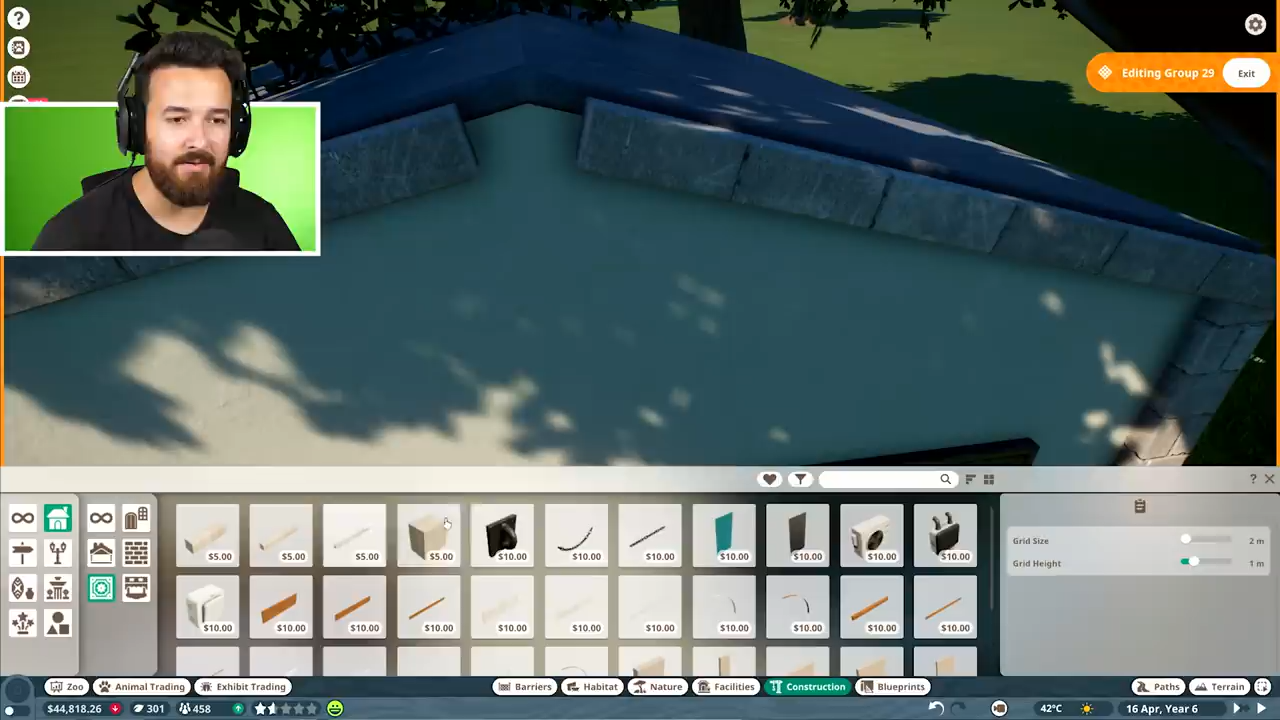 ?
Editing Group 29
Exit
?
$5.00
$5.00
$5.00
$5.00
$10.00
$10.00
$10.00
$10.00
$10.00
$10.00
$10.00
Grid Size
2 m
Grid Height
1 m
$10.00
$10.00
$10.00
$10.00
$10.00
$10.00
$10.00
$10.00
$10.00
$10.00
$10.00
Zoo
Animal Trading
Exhibit Trading
Barriers
Habitat
Nature
Facilities
Construction
Blueprints
Paths
Terrain
$44,818.26
301
458
42°C
16 Apr, Year 6